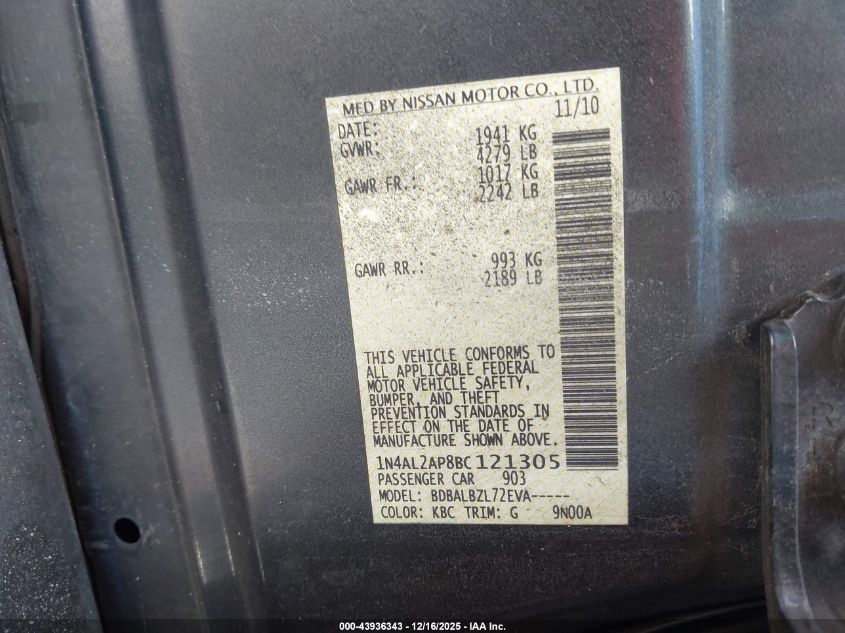 MFD BY NISSAN MOTOR CO., LTD.
DATE: 11/10
GVWR: 1941 KG
4279 LB
GAWR FR.: 1017 KG
2242 LB
GAWR RR.: 993 KG
2189 LB
THIS VEHICLE CONFORMS TO
ALL APPLICABLE FEDERAL
MOTOR VEHICLE SAFETY,
BUMPER, AND THEFT
PREVENTION STANDARDS IN
EFFECT ON THE DATE OF
MANUFACTURE SHOWN ABOVE.
1N4AL2AP8BC121305
PASSENGER CAR 903
MODEL: BDBALBZL72EVA-----
COLOR: KBC TRIM: G 9N00A
000-43936343 - 12/16/2025 - IAA Inc.